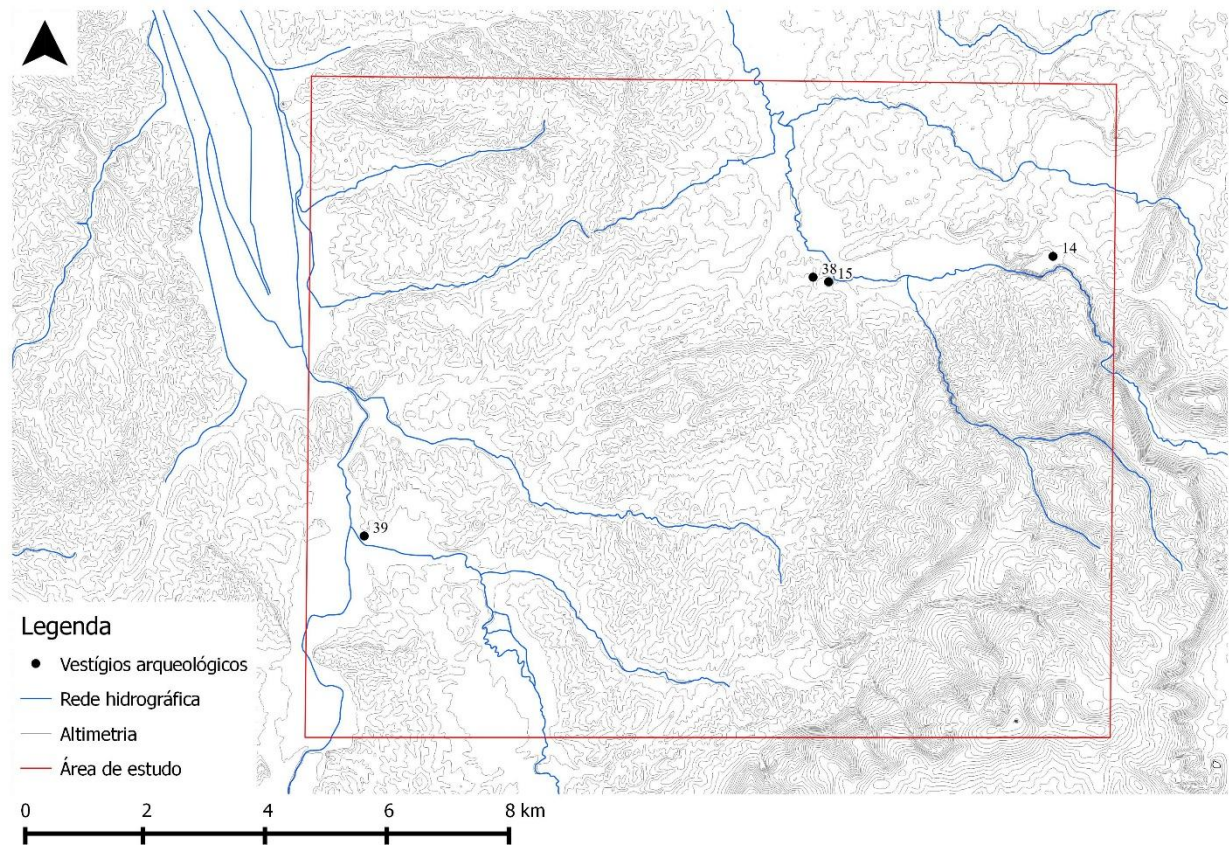 14
38 15
39
Legenda
Vestígios arqueológicos
Rede hidrográfica
Altimetria
Área de estudo
0 2 4 6 8 km